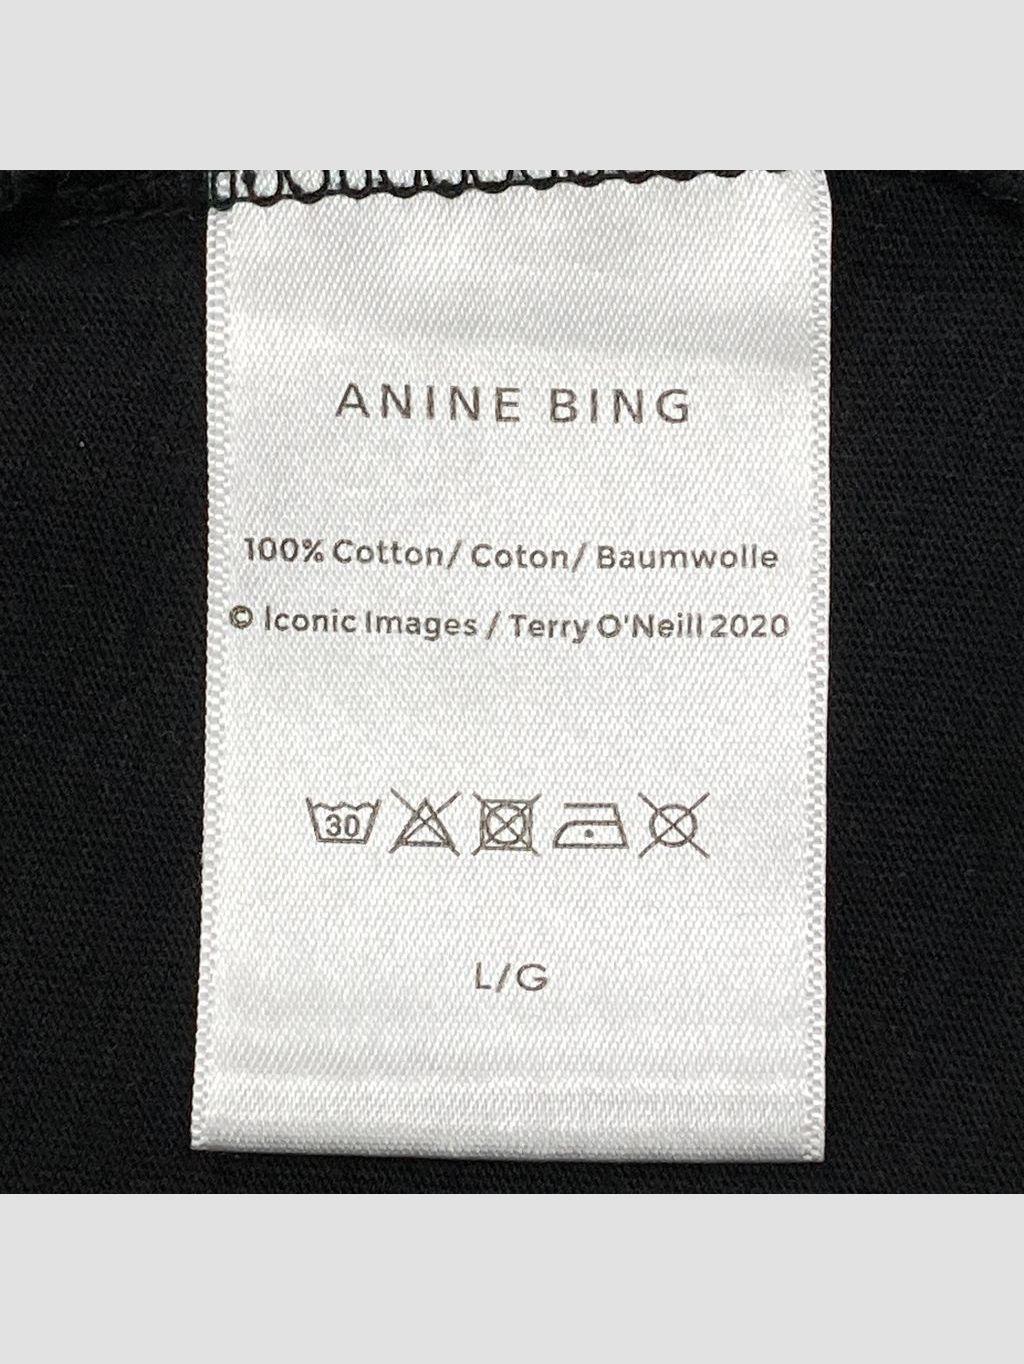 ANINE BING
100% Cotton/ Coton/ Baumwolle
© Iconic Images / Terry O'Neill 2020
30
L/G